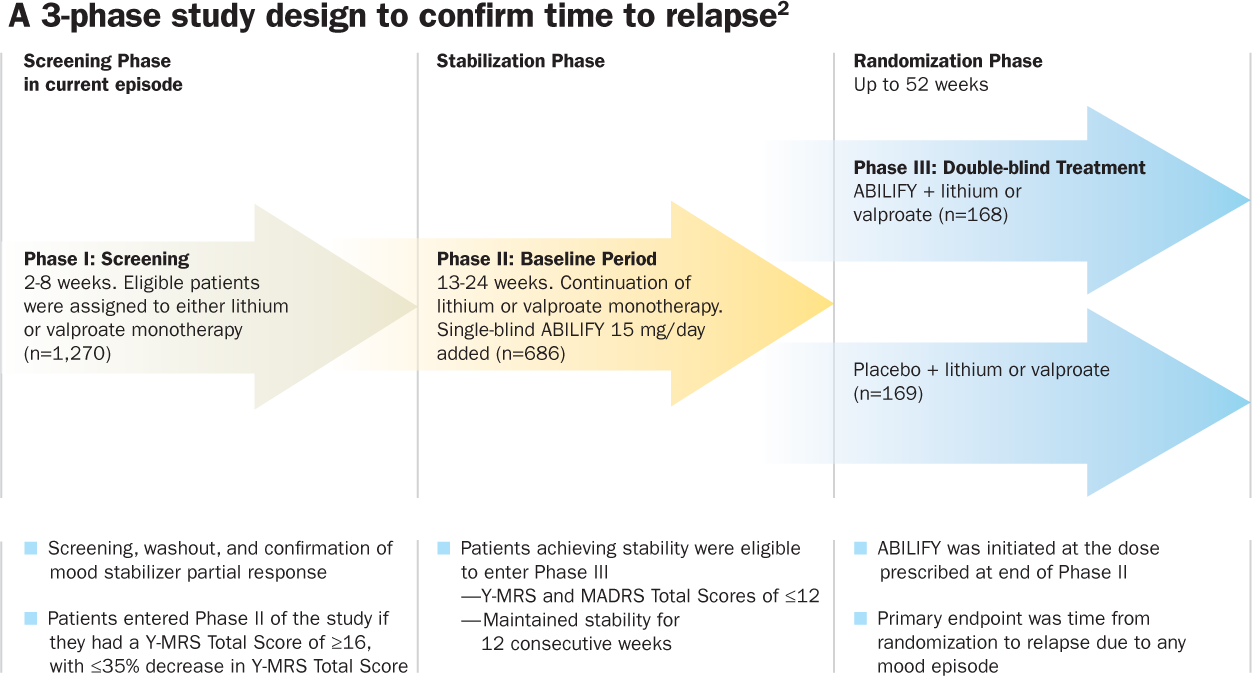 A 3-phase study design to confirm time to relapse²
Screening Phase
in current episode
Phase I: Screening
2-8 weeks. Eligible patients
were assigned to either lithium
or valproate monotherapy
(n=1,270)
Screening, washout, and confirmation of
mood stabilizer partial response
Patients entered Phase II of the study if
they had a Y-MRS Total Score of ≥16,
with ≤35% decrease in Y-MRS Total Score
Stabilization Phase
Phase II: Baseline Period
13-24 weeks. Continuation of
lithium or valproate monotherapy.
Single-blind ABILIFY 15 mg/day
added (n=686)
Patients achieving stability were eligible
to enter Phase III
—Y-MRS and MADRS Total Scores of ≤12
—Maintained stability for
12 consecutive weeks
Randomization Phase
Up to 52 weeks
Phase III: Double-blind Treatment
ABILIFY + lithium or
valproate (n=168)
Placebo + lithium or valproate
(n=169)
ABILIFY was initiated at the dose
prescribed at end of Phase II
Primary endpoint was time from
randomization to relapse due to any
mood episode